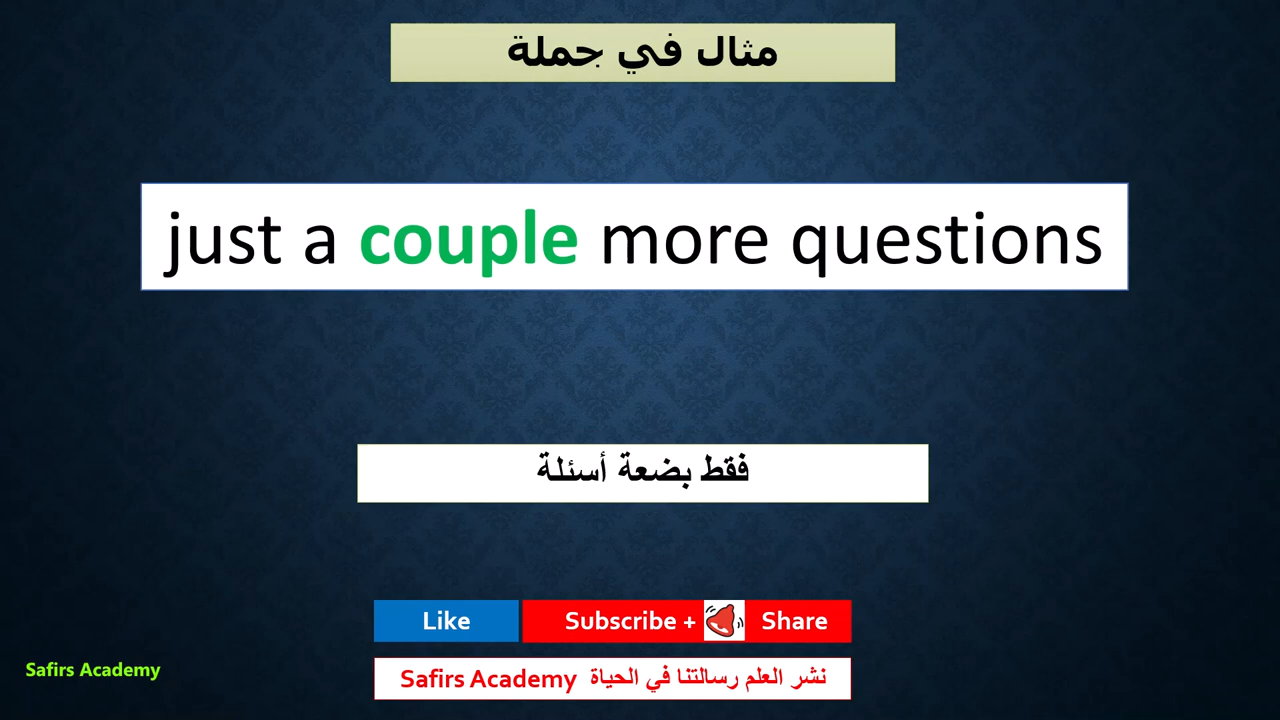 مثال في جملة
just a couple more questions
فقط بضعة أسئلة
Like Subscribe + Share
Safirs Academy نشر العلم رسالتنا في الحياة
Safirs Academy